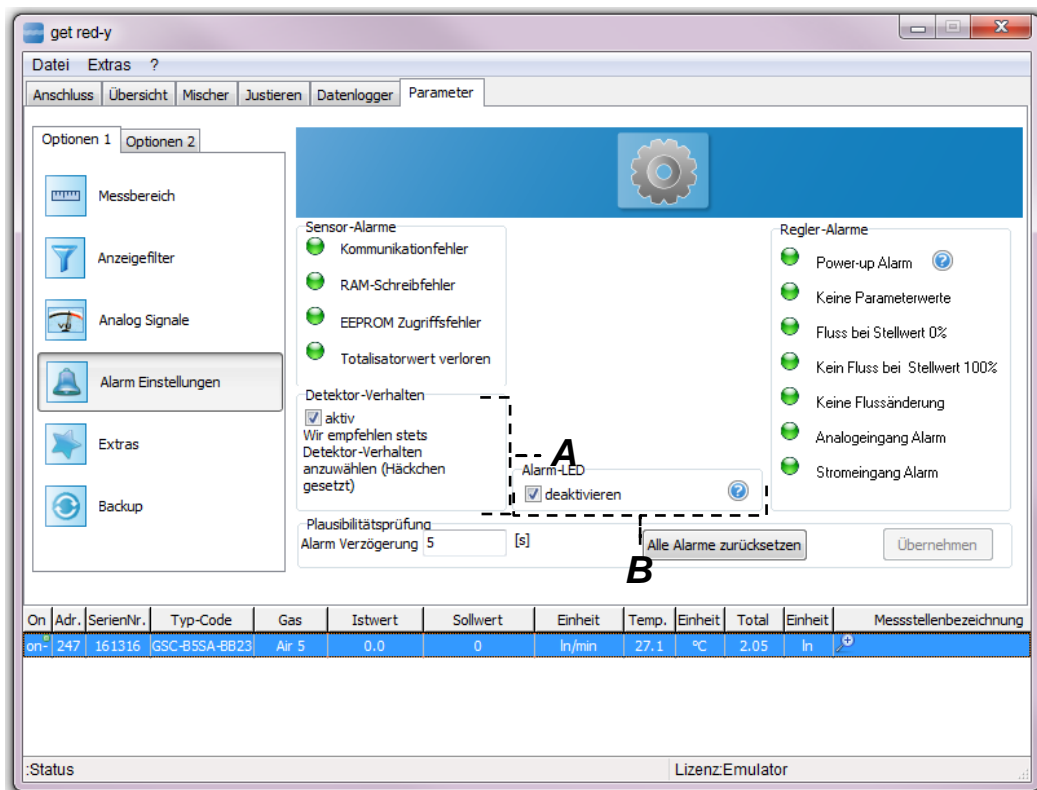 get red-y
Datei Extras ?
Anschluss Übersicht Mischer Justieren Datenlogger Parameter
Optionen 1 Optionen 2
Messbereich
Anzeigefilter
Analog Signale
Alarm Einstellungen
Extras
Backup
Sensor-Alarme
Kommunikationfehler
RAM-Schreibfehler
EEPROM Zugriffsfehler
Totalisatorwert verloren
Detektor-Verhalten
aktiv
Wir empfehlen stets
Detektor-Verhalten
anzuwählen (Häckchen
gesetzt)
A
Alarm-LED
deaktivieren
B
Regler-Alarme
Power-up Alarm
Keine Parameterwerte
Fluss bei Stellwert 0%
Kein Fluss bei Stellwert 100%
Keine Flussänderung
Analogeingang Alarm
Stromeingang Alarm
Plausibilitätsprüfung
Alarm Verzögerung 5 [s]
Alle Alarme zurücksetzen
Übernehmen
On Adr. SerienNr. Typ-Code Gas Istwert Sollwert Einheit Temp. Einheit Total Einheit Messstellenbezeichnung
on- 247 161316 GSC-B5SA-BB23 Air 5 0.0 0 ln/min 27.1 °C 2.05 ln
:Status Lizenz:Emulator